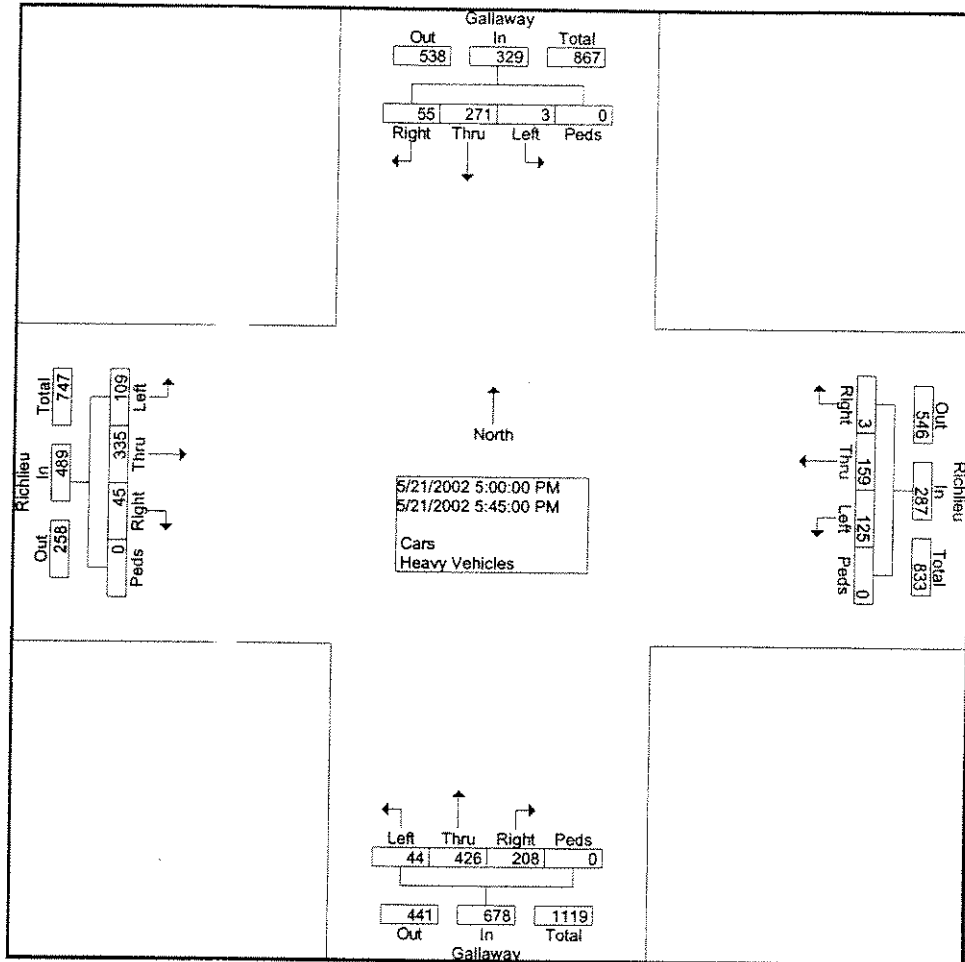 Gallaway
Out In Total
538 329 867
55 271 3 0
Right Thru Left Peds
Total In Out
747 489 258
Richlieu
109 335 45 0
Left Thru Right Peds
North
5/21/2002 5:00:00 PM
5/21/2002 5:45:00 PM
Cars
Heavy Vehicles
Right Thru Left Peds
3 159 125 0
Out In Total
546 287 833
Richlieu
Left Thru Right Peds
44 426 208 0
441 678 1119
Out In Total
Gallaway